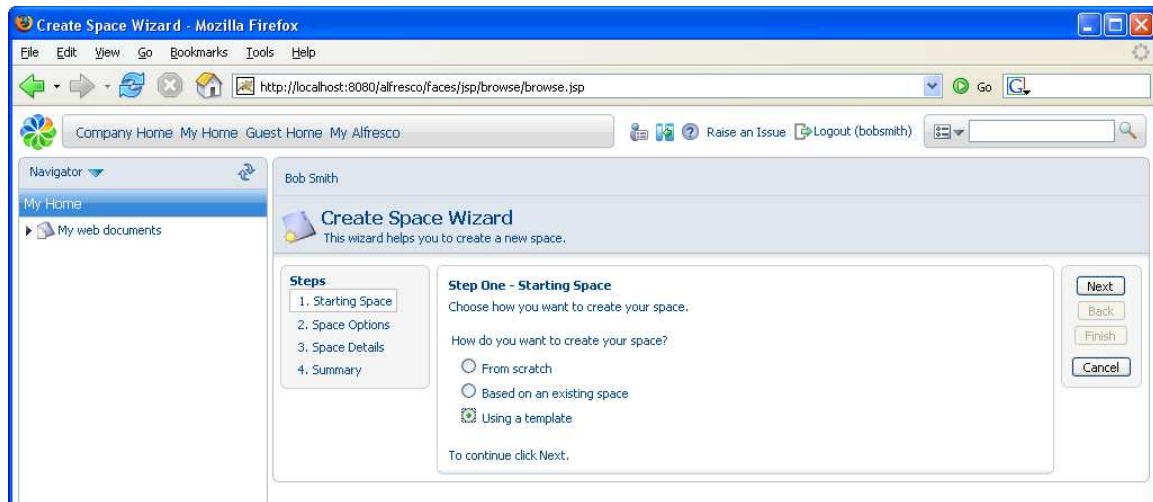 Create Space Wizard - Mozilla Firefox
File Edit View Go Bookmarks Tools Help
http://localhost:8080/alfresco/faces/jsp/browse/browse.jsp Go G
Company Home My Home Guest Home My Alfresco Raise an Issue Logout (bobsmith)
Navigator
Bob Smith
My Home
My web documents
Create Space Wizard
This wizard helps you to create a new space.
Steps
1. Starting Space
2. Space Options
3. Space Details
4. Summary
Step One - Starting Space
Choose how you want to create your space.
How do you want to create your space?
From scratch
Based on an existing space
Using a template
To continue click Next.
Next
Back
Finish
Cancel